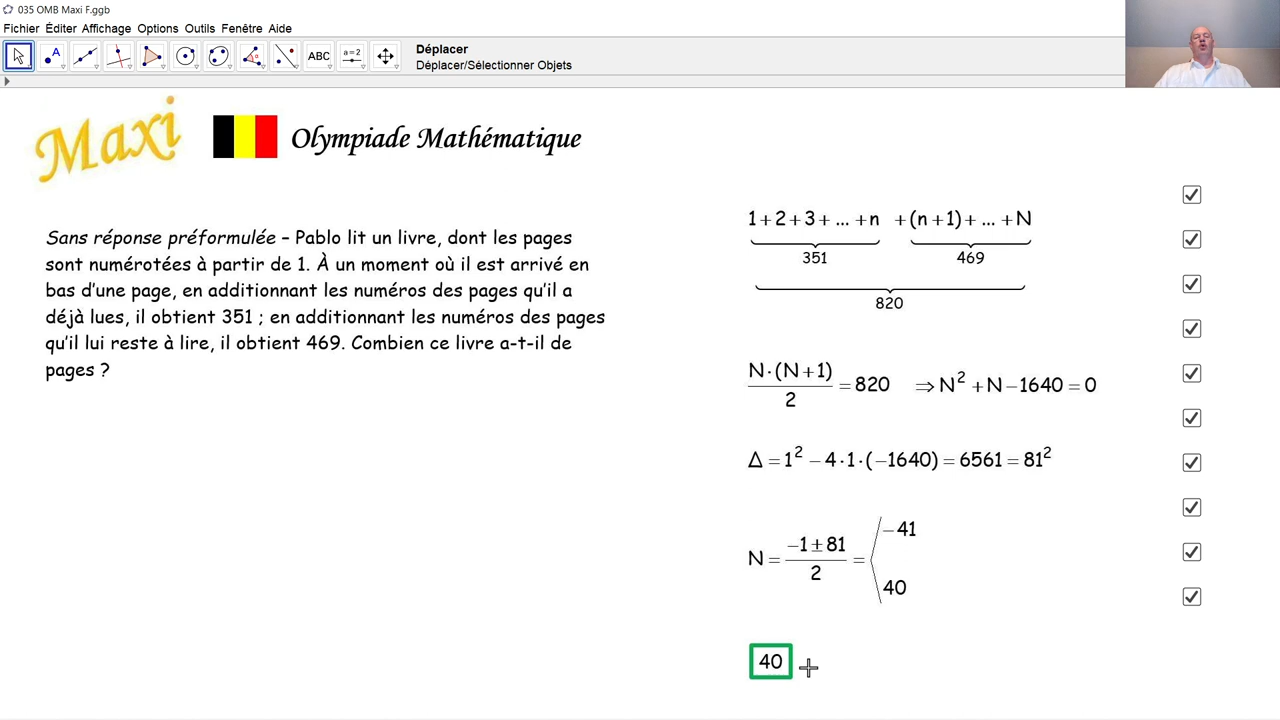 035 OMB Maxi F.ggb
Fichier Éditer Affichage Options Outils Fenêtre Aide
A
ABC
a=2
Déplacer
Déplacer/Sélectionner Objets
Maxi
Olympiade Mathématique
Sans réponse préformulée – Pablo lit un livre, dont les pages
sont numérotées à partir de 1. À un moment où il est arrivé en
bas d'une page, en additionnant les numéros des pages qu'il a
déjà lues, il obtient 351 ; en additionnant les numéros des pages
qu'il lui reste à lire, il obtient 469. Combien ce livre a-t-il de
pages ?
1+2+3+ ... +n +(n+1)+ ... +N
351 469
820
N·(N+1)/2 = 820 ⇒ N² + N − 1640 = 0
Δ = 1² − 4·1·(−1640) = 6561 = 81²
N = (−1±81)/2 =
−41
40
40